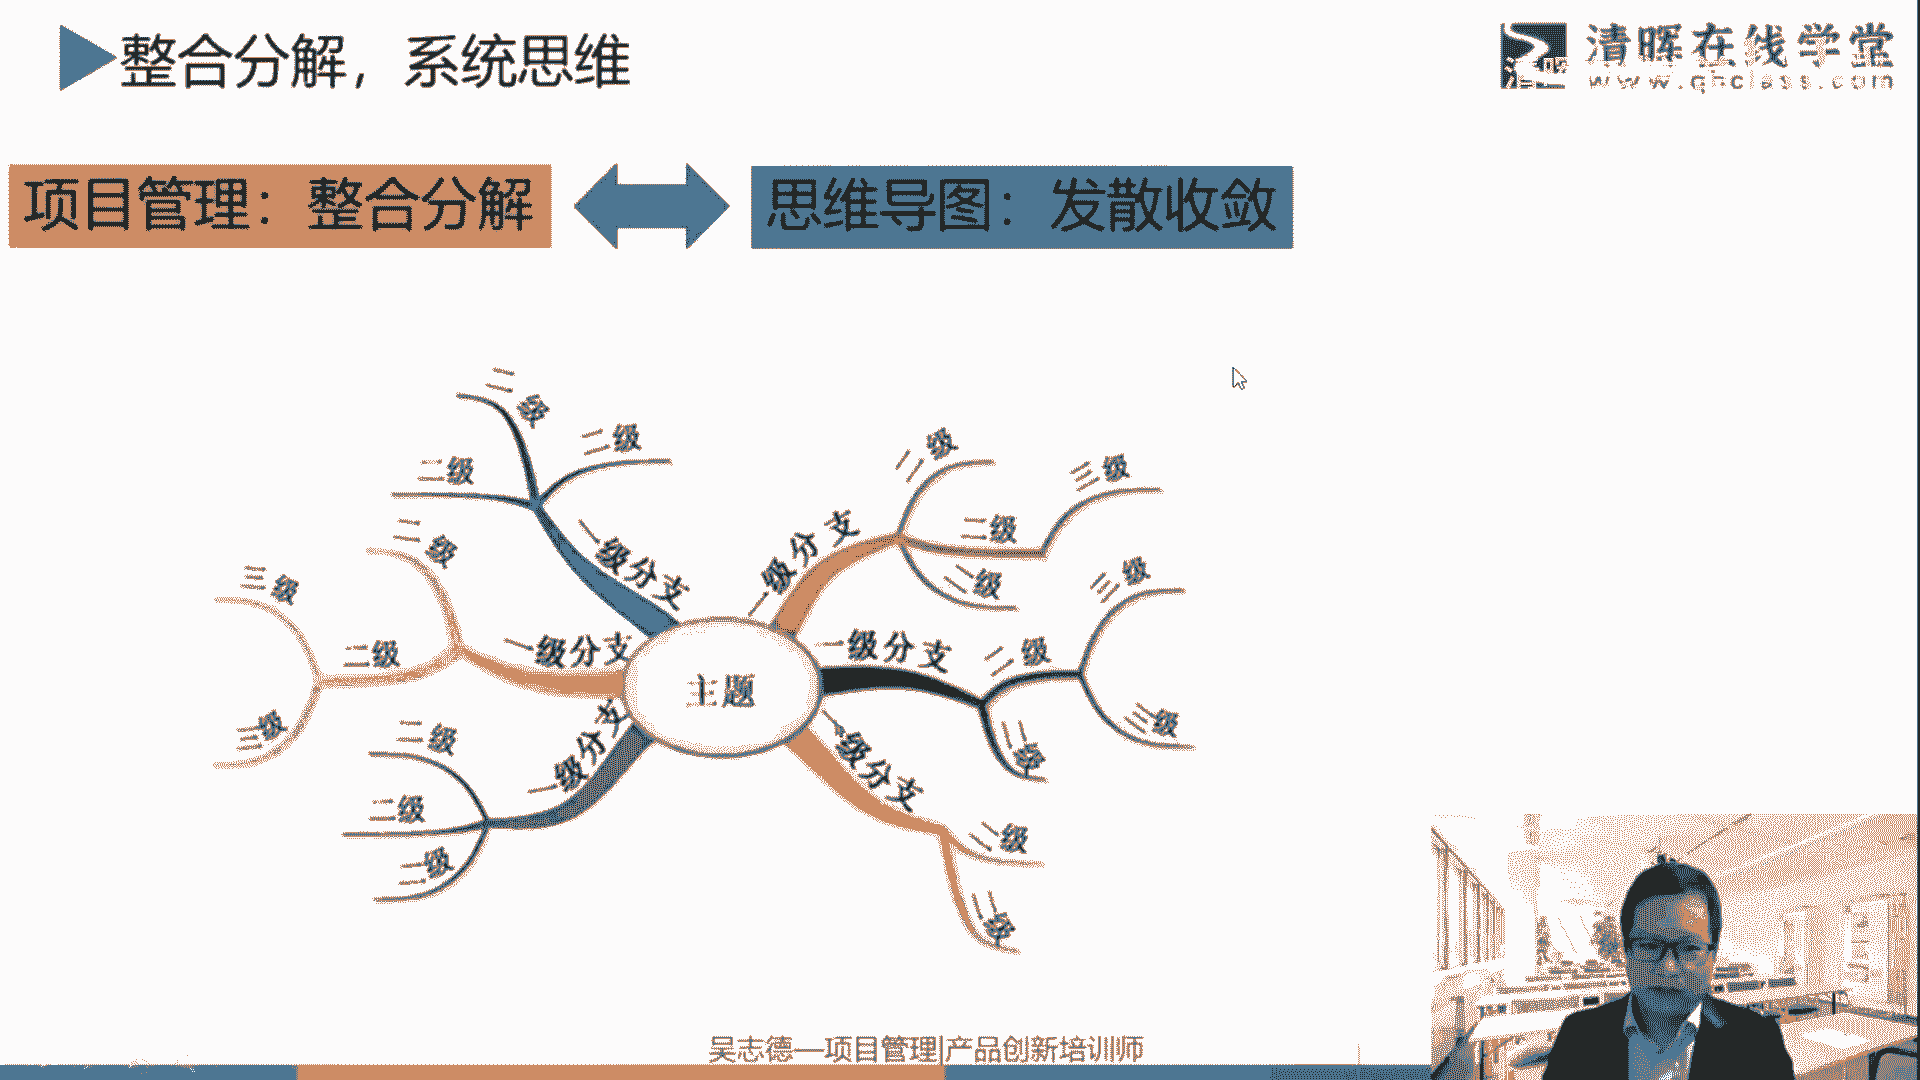 整合分解，系统思维
清晖在线学堂
www.qhclass.com
项目管理：整合分解
思维导图：发散收敛
二级
二级
二级
一级分支
二级
三级
二级
三级
一级分支
二级
二级
二级
一级分支
主题
一级分支
二级
二级
三级
二级
一级分支
二级
三级
三级
二级
一级分支
二级
二级
吴志德—项目管理|产品创新培训师